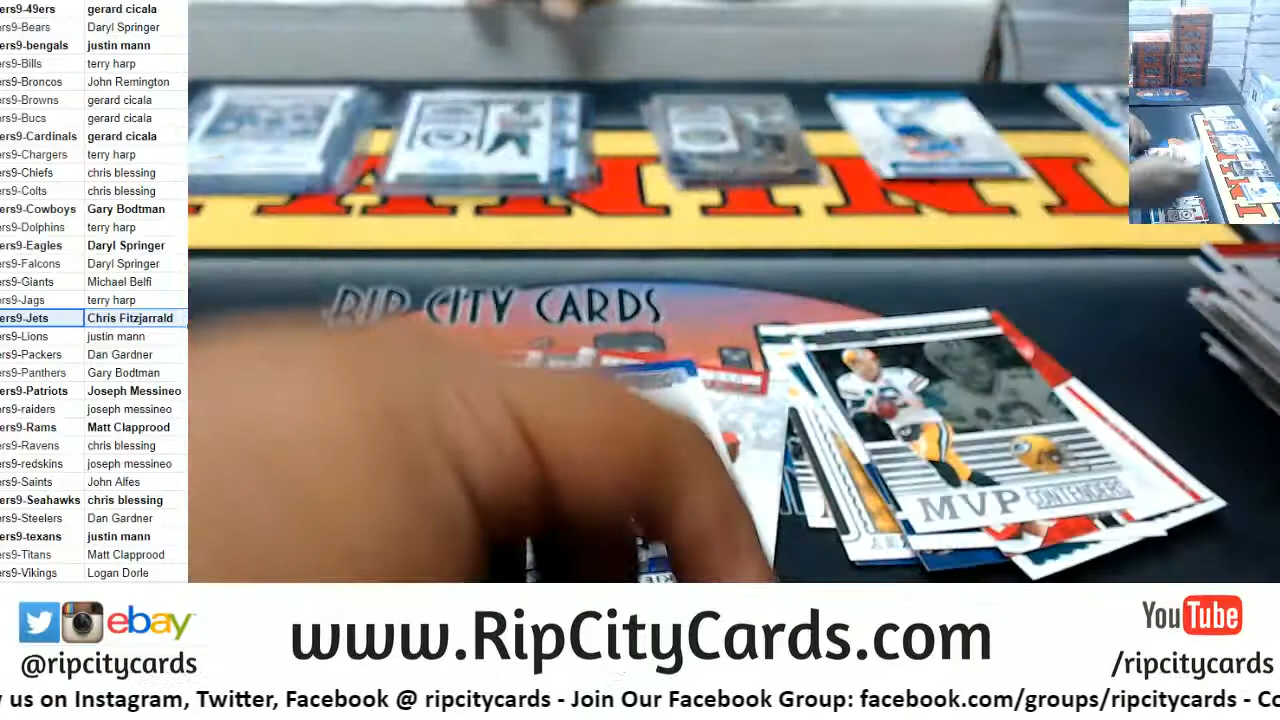 ers9-49ers gerard cicala
ers9-Bears Daryl Springer
ers9-bengals justin mann
ers9-Bills terry harp
ers9-Broncos John Remington
ers9-Browns gerard cicala
ers9-Bucs gerard cicala
ers9-Cardinals gerard cicala
ers9-Chargers terry harp
ers9-Chiefs chris blessing
ers9-Colts chris blessing
ers9-Cowboys Gary Bodtman
ers9-Dolphins terry harp
ers9-Eagles Daryl Springer
ers9-Falcons Daryl Springer
ers9-Giants Michael Belfi
ers9-Jags terry harp
ers9-Jets Chris Fitzjarrald
ers9-Lions justin mann
ers9-Packers Dan Gardner
ers9-Panthers Gary Bodtman
ers9-Patriots Joseph Messineo
ers9-raiders joseph messineo
ers9-Rams Matt Clapprood
ers9-Ravens chris blessing
ers9-redskins joseph messineo
ers9-Saints John Alfes
ers9-Seahawks chris blessing
ers9-Steelers Dan Gardner
ers9-texans justin mann
ers9-Titans Matt Clapprood
ers9-Vikings Logan Dorle
ANINI
RIP CITY CARDS
MVP CONTENDERS
ebay
@ripcitycards
www.RipCityCards.com
YouTube
/ripcitycards
us on Instagram, Twitter, Facebook @ ripcitycards - Join Our Facebook Group: facebook.com/groups/ripcitycards - Co